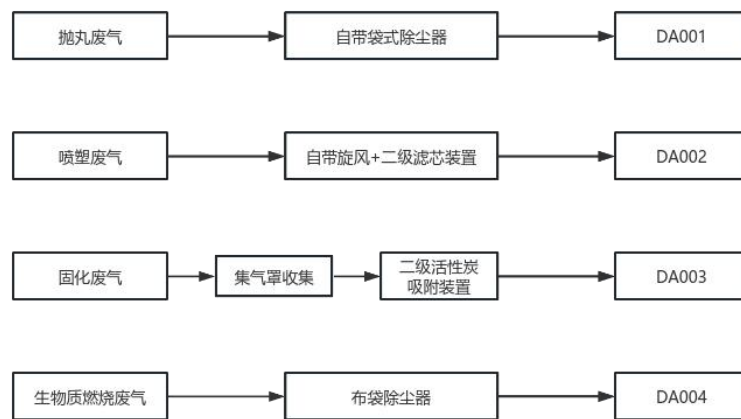 抛丸废气
自带袋式除尘器
DA001
喷塑废气
自带旋风+二级滤芯装置
DA002
固化废气
集气罩收集
二级活性炭
吸附装置
DA003
生物质燃烧废气
布袋除尘器
DA004